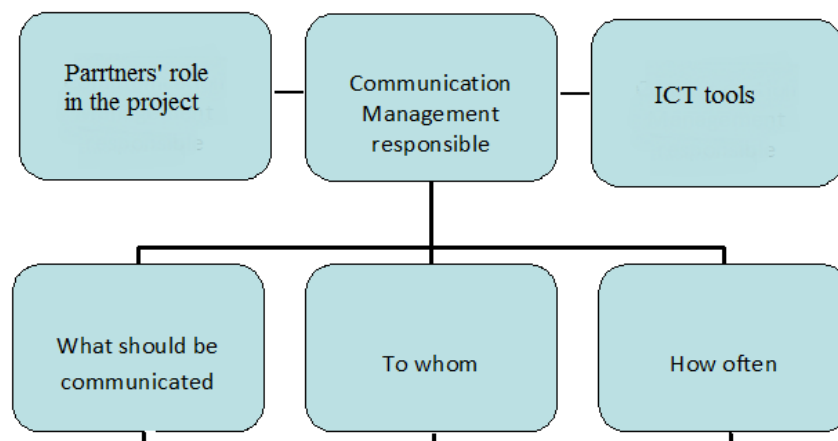 Parrtners' role
in the project
Communication
Management
responsible
ICT tools
What should be
communicated
To whom
How often